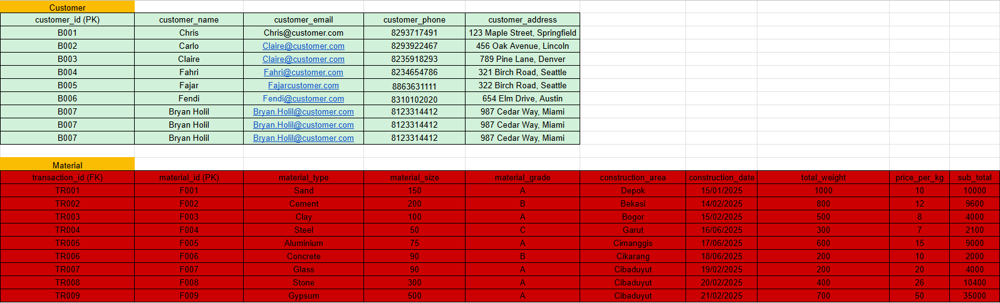 Customer
customer_id (PK) customer_name customer_email customer_phone customer_address
B001 Chris Chris@customer.com 8293717491 123 Maple Street, Springfield
B002 Carlo Claire@customer.com 8293922467 456 Oak Avenue, Lincoln
B003 Claire Claire@customer.com 8235918293 789 Pine Lane, Denver
B004 Fahri Fahri@customer.com 8234654786 321 Birch Road, Seattle
B005 Fajar Fajarcustomer.com 8863631111 322 Birch Road, Seattle
B006 Fendi Fendi@customer.com 8310102020 654 Elm Drive, Austin
B007 Bryan Holil Bryan.Holil@customer.com 8123314412 987 Cedar Way, Miami
B007 Bryan Holil Bryan.Holil@customer.com 8123314412 987 Cedar Way, Miami
B007 Bryan Holil Bryan.Holil@customer.com 8123314412 987 Cedar Way, Miami
Material
transaction_id (FK) material_id (PK) material_type material_size material_grade construction_area construction_date total_weight price_per_kg sub_total
TR001 F001 Sand 150 A Depok 15/01/2025 1000 10 10000
TR002 F002 Cement 200 B Bekasi 14/02/2025 800 12 9600
TR003 F003 Clay 100 A Bogor 15/02/2025 500 8 4000
TR004 F004 Steel 50 C Garut 16/06/2025 300 7 2100
TR005 F005 Aluminium 75 A Cimanggis 17/06/2025 600 15 9000
TR006 F006 Concrete 90 B Cikarang 18/06/2025 200 10 2000
TR007 F007 Glass 90 A Cibaduyut 19/02/2025 200 20 4000
TR008 F008 Stone 300 A Cibaduyut 20/02/2025 400 26 10400
TR009 F009 Gypsum 500 A Cibaduyut 21/02/2025 700 50 35000